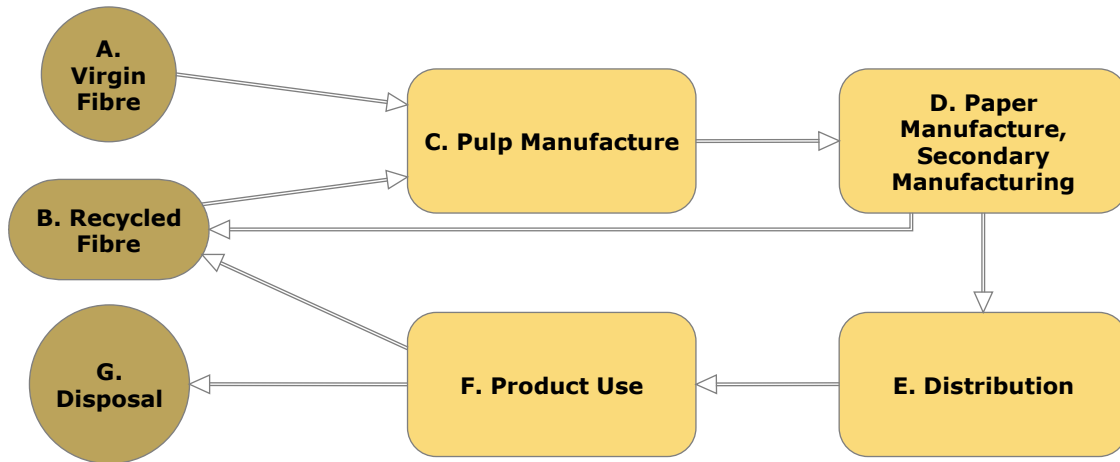 A.
Virgin
Fibre
C. Pulp Manufacture
D. Paper
Manufacture,
Secondary
Manufacturing
B. Recycled
Fibre
G.
Disposal
F. Product Use
E. Distribution